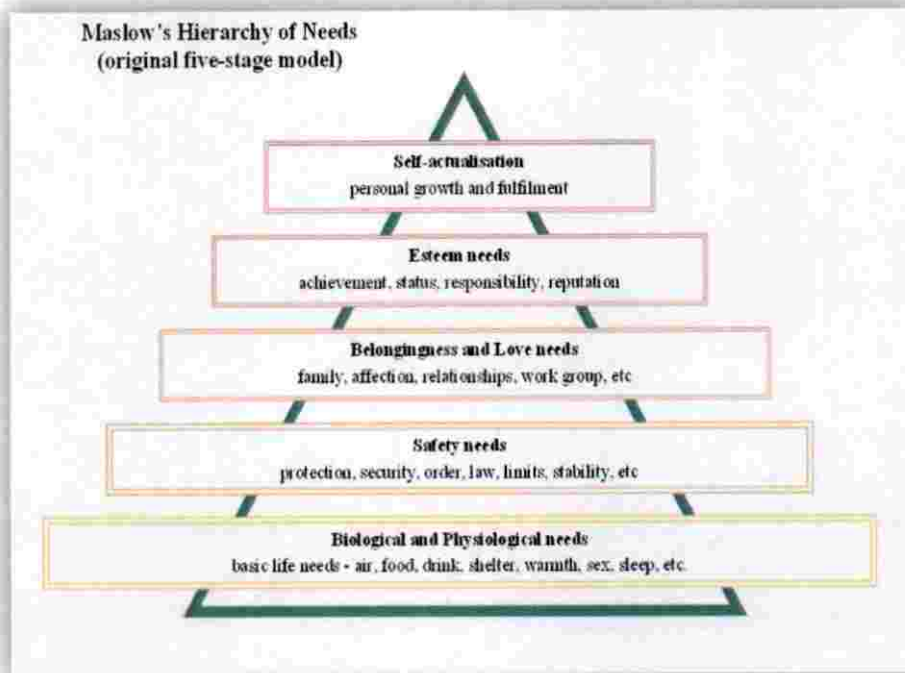 Maslow's Hierarchy of Needs
(original five-stage model)
Self-actualisation
personal growth and fulfilment
Esteem needs
achievement, status, responsibility, reputation
Belongingness and Love needs
family, affection, relationships, work group, etc
Safety needs
protection, security, order, law, limits, stability, etc
Biological and Physiological needs
basic life needs - air, food, drink, shelter, warmth, sex, sleep, etc.